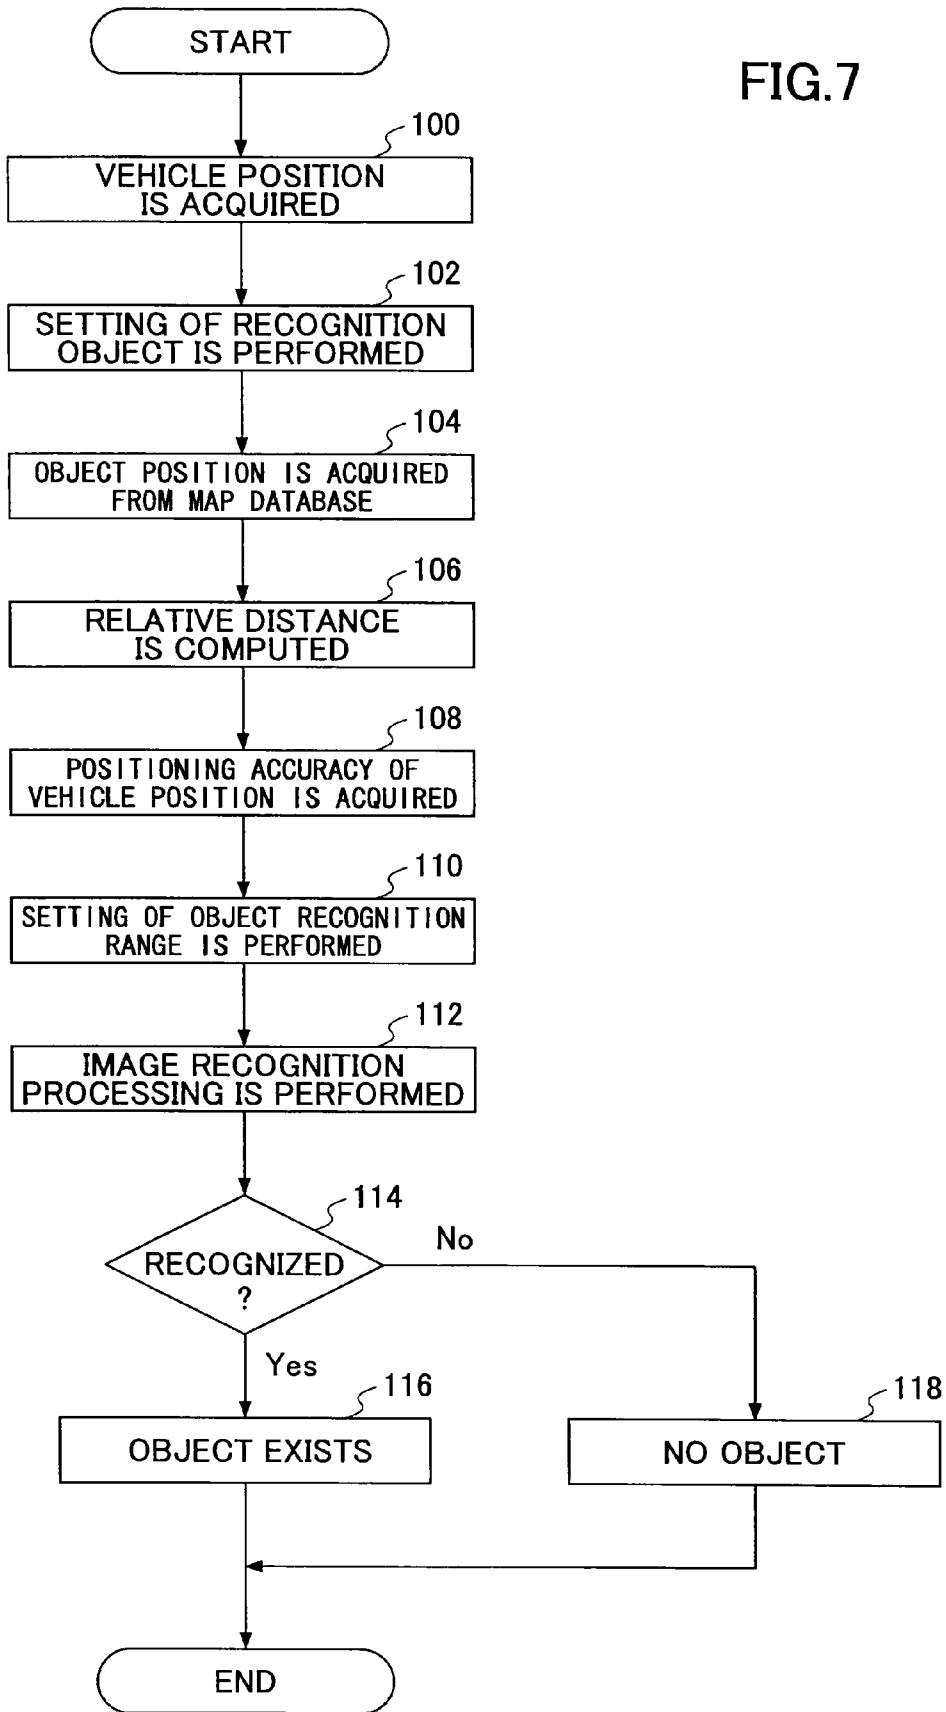 START
FIG.7
100
VEHICLE POSITION
IS ACQUIRED
102
SETTING OF RECOGNITION
OBJECT IS PERFORMED
104
OBJECT POSITION IS ACQUIRED
FROM MAP DATABASE
106
RELATIVE DISTANCE
IS COMPUTED
108
POSITIONING ACCURACY OF
VEHICLE POSITION IS ACQUIRED
110
SETTING OF OBJECT RECOGNITION
RANGE IS PERFORMED
112
IMAGE RECOGNITION
PROCESSING IS PERFORMED
114
RECOGNIZED
?
No
Yes
116
OBJECT EXISTS
118
NO OBJECT
END